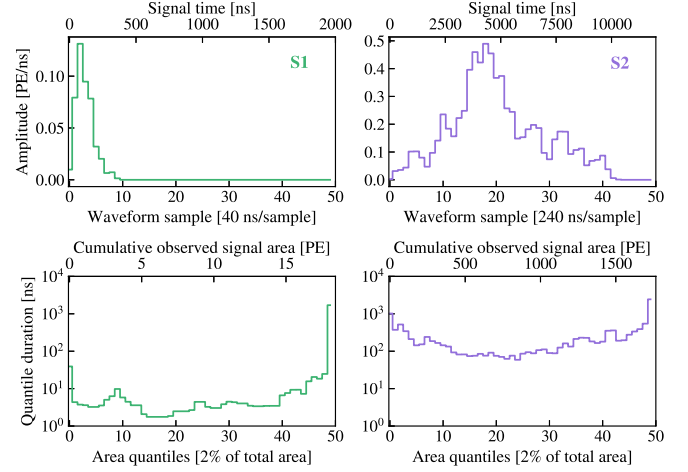 Signal time [ns]
0 500 1000 1500 2000
Signal time [ns]
0 2500 5000 7500 10000
Amplitude [PE/ns]
0.10
0.05
0.00
S1
0 10 20 30 40 50
Waveform sample [40 ns/sample]
0.5
0.4
0.3
0.2
0.1
0.0
S2
0 10 20 30 40 50
Waveform sample [240 ns/sample]
Cumulative observed signal area [PE]
0 5 10 15
Cumulative observed signal area [PE]
0 500 1000 1500
Quantile duration [ns]
10⁴
10³
10²
10¹
10⁰
0 10 20 30 40 50
Area quantiles [2% of total area]
10⁴
10³
10²
10¹
10⁰
0 10 20 30 40 50
Area quantiles [2% of total area]